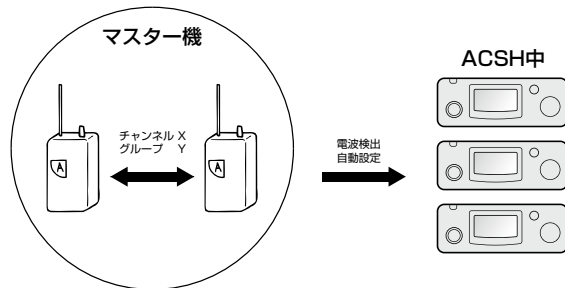 マスター機
ACSH中
チャンネル X
グループ Y
電波検出
自動設定
A
A